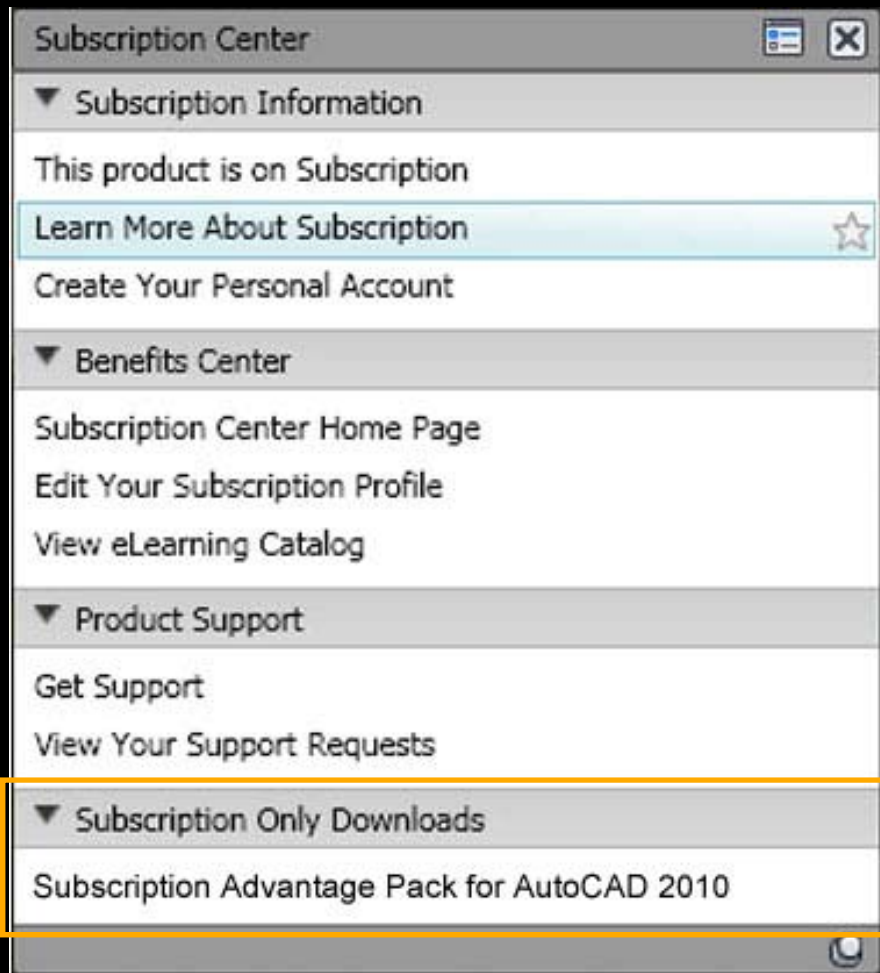 Subscription Center
Subscription Information
This product is on Subscription
Learn More About Subscription
Create Your Personal Account
Benefits Center
Subscription Center Home Page
Edit Your Subscription Profile
View eLearning Catalog
Product Support
Get Support
View Your Support Requests
Subscription Only Downloads
Subscription Advantage Pack for AutoCAD 2010